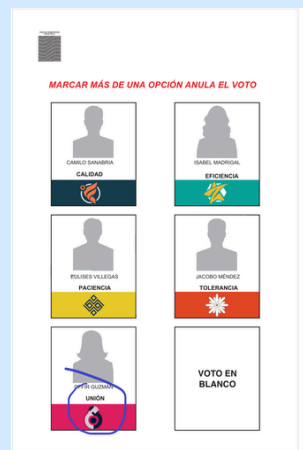 MARCAR MÁS DE UNA OPCIÓN ANULA EL VOTO
CAMILO SANABRIA
CALIDAD
ISABEL MADRIGAL
EFICIENCIA
EULISES VILLEGAS
PACIENCIA
JACOBO MÉNDEZ
TOLERANCIA
GUZMÁN
UNIÓN
VOTO EN
BLANCO